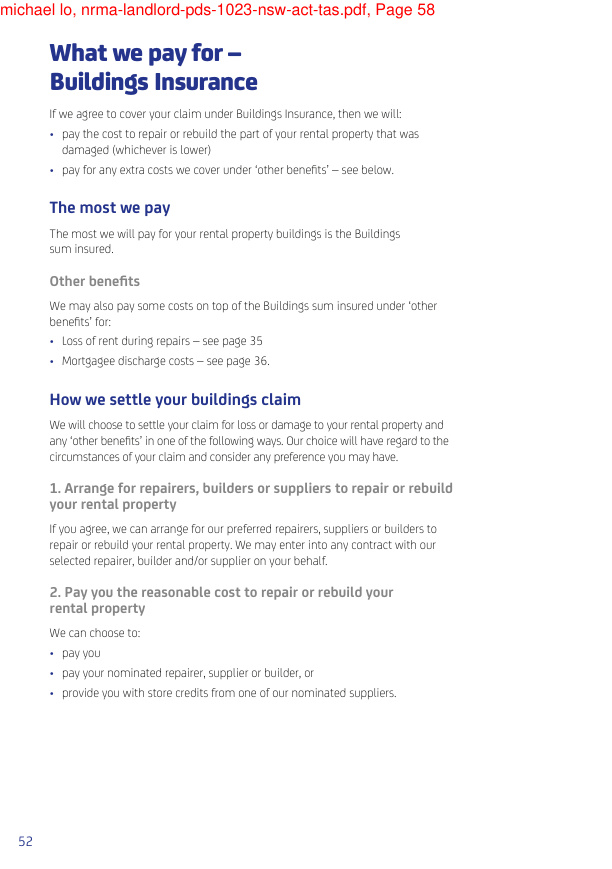 michael lo, nrma-landlord-pds-1023-nsw-act-tas.pdf, Page 58
What we pay for –
Buildings Insurance
If we agree to cover your claim under Buildings Insurance, then we will:
• pay the cost to repair or rebuild the part of your rental property that was
damaged (whichever is lower)
• pay for any extra costs we cover under ‘other benefits’ – see below.
The most we pay
The most we will pay for your rental property buildings is the Buildings
sum insured.
Other benefits
We may also pay some costs on top of the Buildings sum insured under ‘other
benefits’ for:
• Loss of rent during repairs – see page 35
• Mortgagee discharge costs – see page 36.
How we settle your buildings claim
We will choose to settle your claim for loss or damage to your rental property and
any ‘other benefits’ in one of the following ways. Our choice will have regard to the
circumstances of your claim and consider any preference you may have.
1. Arrange for repairers, builders or suppliers to repair or rebuild
your rental property
If you agree, we can arrange for our preferred repairers, suppliers or builders to
repair or rebuild your rental property. We may enter into any contract with our
selected repairer, builder and/or supplier on your behalf.
2. Pay you the reasonable cost to repair or rebuild your
rental property
We can choose to:
• pay you
• pay your nominated repairer, supplier or builder, or
• provide you with store credits from one of our nominated suppliers.
52